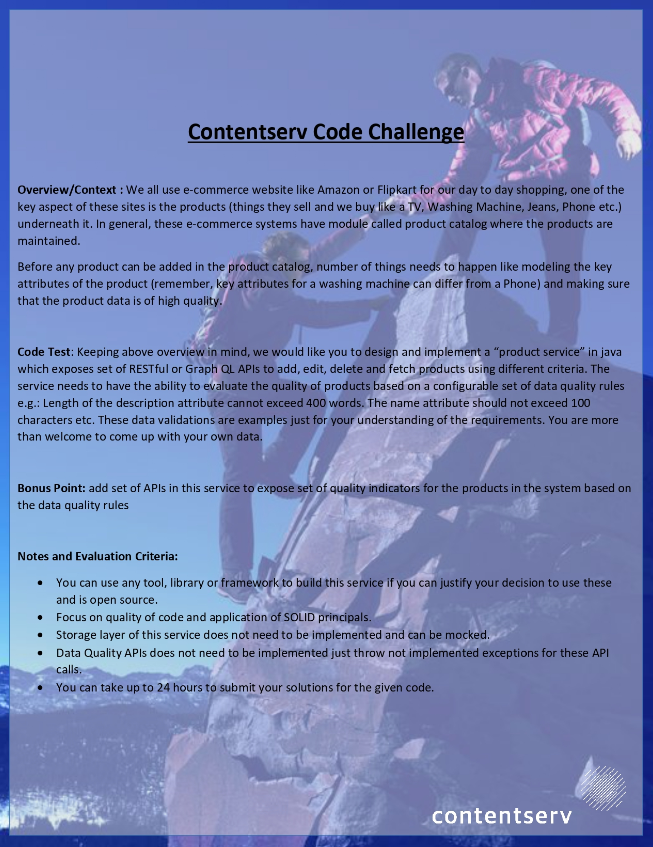 Contentserv Code Challenge
Overview/Context : We all use e-commerce website like Amazon or Flipkart for our day to day shopping, one of the
key aspect of these sites is the products (things they sell and we buy like a TV, Washing Machine, Jeans, Phone etc.)
underneath it. In general, these e-commerce systems have module called product catalog where the products are
maintained.
Before any product can be added in the product catalog, number of things needs to happen like modeling the key
attributes of the product (remember, key attributes for a washing machine can differ from a Phone) and making sure
that the product data is of high quality.
Code Test: Keeping above overview in mind, we would like you to design and implement a “product service” in java
which exposes set of RESTful or Graph QL APIs to add, edit, delete and fetch products using different criteria. The
service needs to have the ability to evaluate the quality of products based on a configurable set of data quality rules
e.g.: Length of the description attribute cannot exceed 400 words. The name attribute should not exceed 100
characters etc. These data validations are examples just for your understanding of the requirements. You are more
than welcome to come up with your own data.
Bonus Point: add set of APIs in this service to expose set of quality indicators for the products in the system based on
the data quality rules
Notes and Evaluation Criteria:
• You can use any tool, library or framework to build this service if you can justify your decision to use these
and is open source.
• Focus on quality of code and application of SOLID principals.
• Storage layer of this service does not need to be implemented and can be mocked.
• Data Quality APIs does not need to be implemented just throw not implemented exceptions for these API
calls.
• You can take up to 24 hours to submit your solutions for the given code.
contentserv